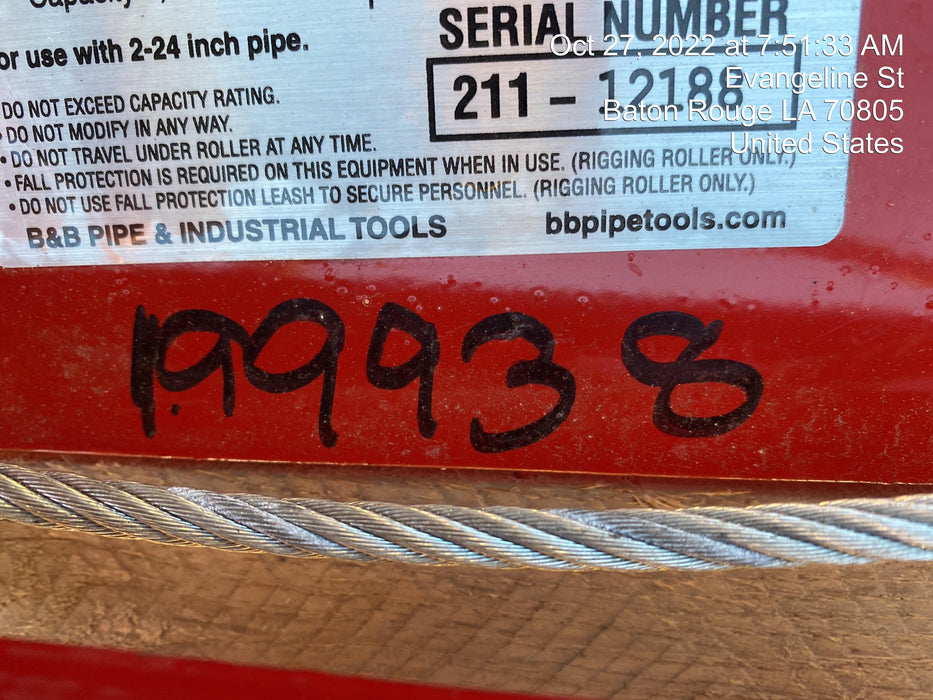 Capacity
or use with 2-24 inch pipe.
SERIAL NUMBER
211 - 12188
Oct 27, 2022 at 7:51:33 AM
Evangeline St
Baton Rouge LA 70805
United States
DO NOT EXCEED CAPACITY RATING.
• DO NOT MODIFY IN ANY WAY.
• DO NOT TRAVEL UNDER ROLLER AT ANY TIME.
• FALL PROTECTION IS REQUIRED ON THIS EQUIPMENT WHEN IN USE. (RIGGING ROLLER ONLY.)
• DO NOT USE FALL PROTECTION LEASH TO SECURE PERSONNEL. (RIGGING ROLLER ONLY.)
B&B PIPE & INDUSTRIAL TOOLS bbpipetools.com
199938